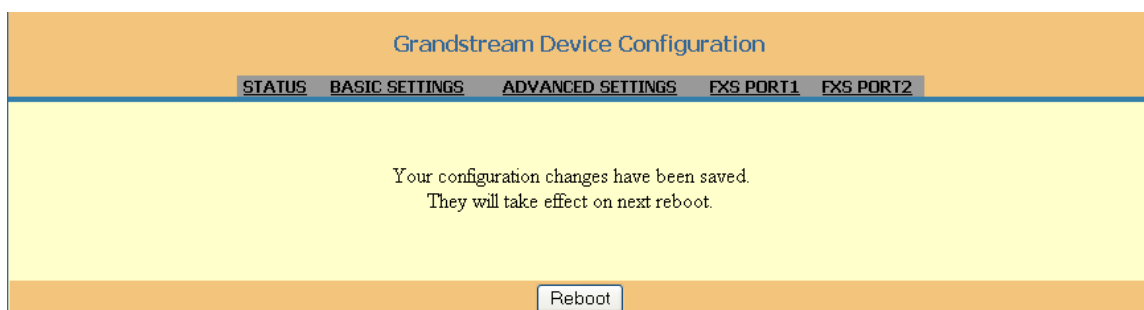 Grandstream Device Configuration
STATUS BASIC SETTINGS ADVANCED SETTINGS FXS PORT1 FXS PORT2
Your configuration changes have been saved.
They will take effect on next reboot.
Reboot